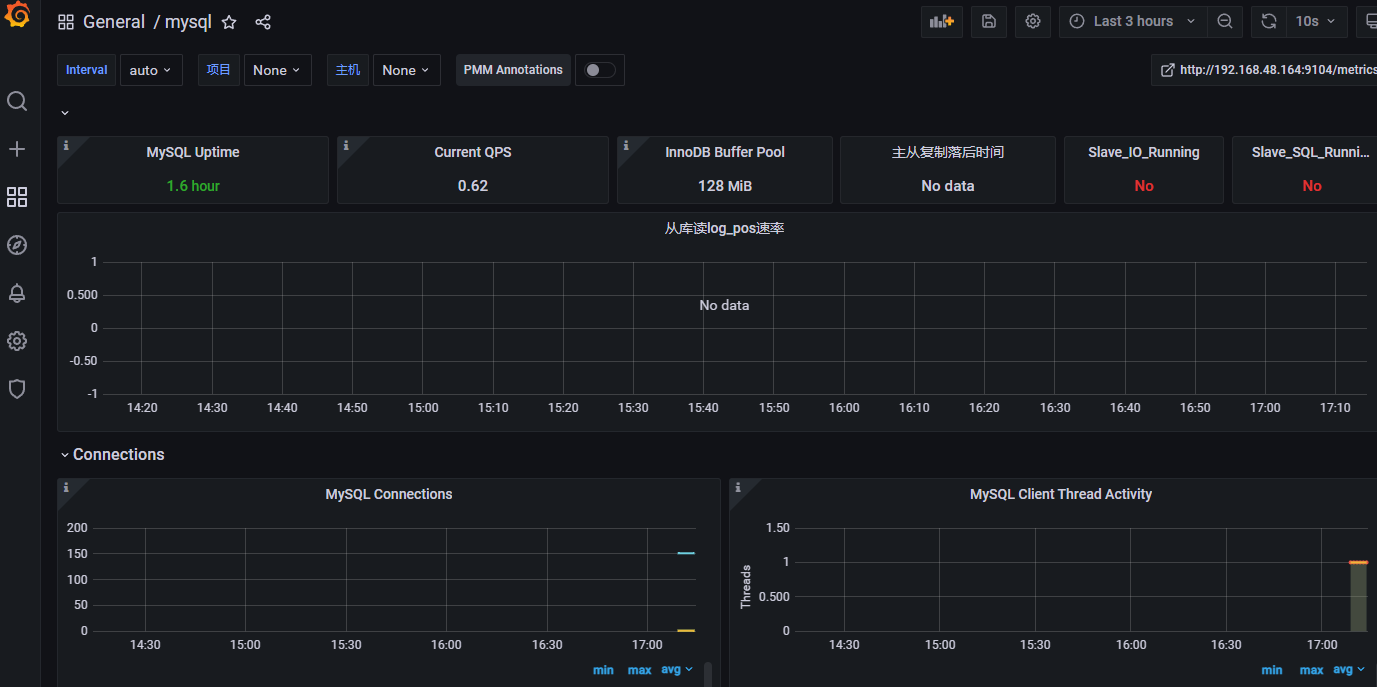 General / mysql
Last 3 hours
10s
Interval auto 项目 None 主机 None PMM Annotations
http://192.168.48.164:9104/metrics
MySQL Uptime
1.6 hour
Current QPS
0.62
InnoDB Buffer Pool
128 MiB
主从复制落后时间
No data
Slave_IO_Running
No
Slave_SQL_Runni...
No
从库读log_pos速率
1
0.500
0
-0.50
-1
No data
14:20 14:30 14:40 14:50 15:00 15:10 15:20 15:30 15:40 15:50 16:00 16:10 16:20 16:30 16:40 16:50 17:00 17:10
Connections
MySQL Connections
200
150
100
50
0
14:30 15:00 15:30 16:00 16:30 17:00
min max avg
MySQL Client Thread Activity
Threads
1.50
1
0.500
0
14:30 15:00 15:30 16:00 16:30 17:00
min max avg